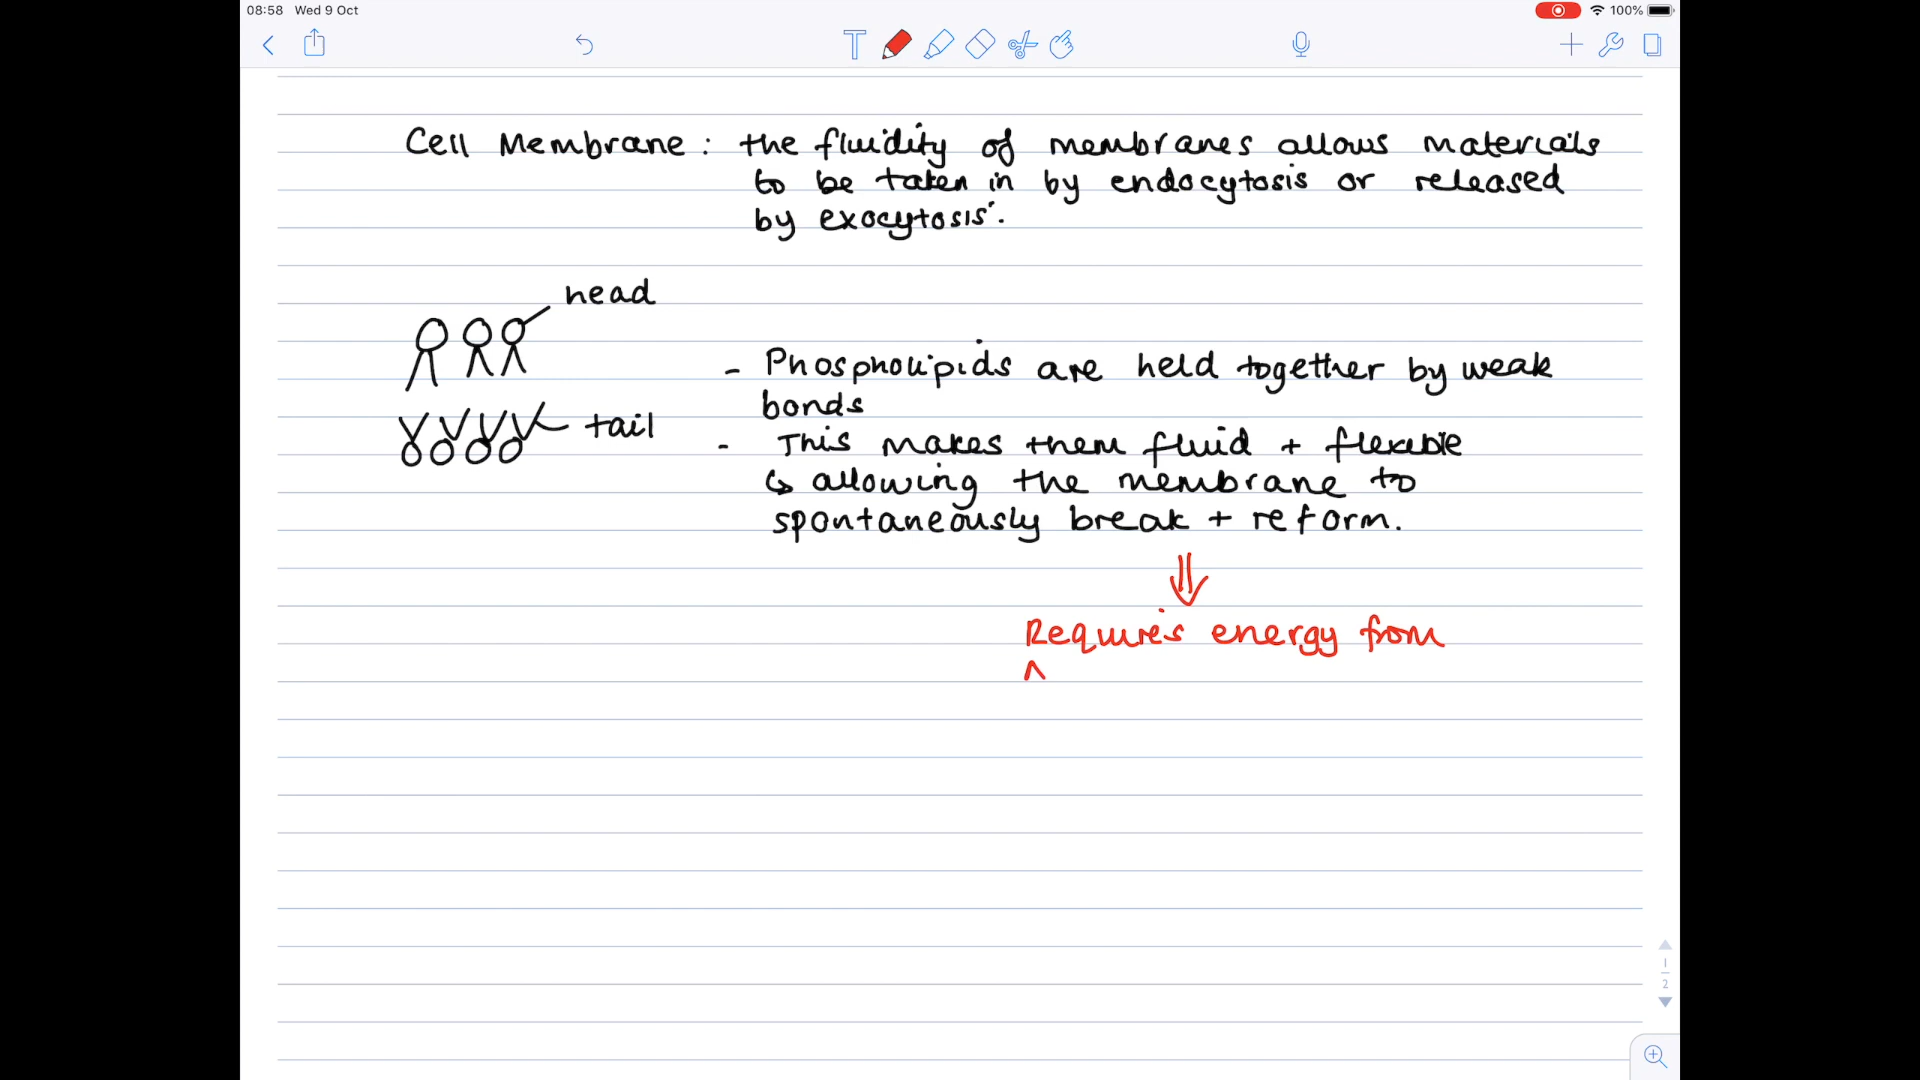 08:58 Wed 9 Oct
100%
T
Cell Membrane : the fluidity of membranes allows materials
to be taken in by endocytosis or released
by exocytosis.
head
- Phospholipids are held together by weak
bonds
tail
- This makes them fluid + flexible
↳ allowing the membrane to
spontaneously break + reform.
⇓
Requires energy from
1
2